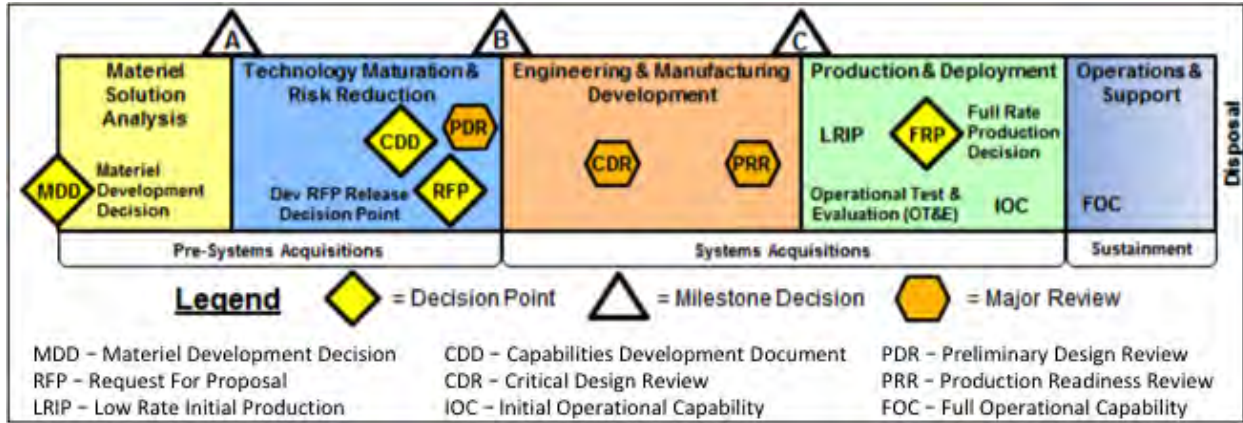 A
B
C
Materiel
Solution
Analysis
MDD
Materiel
Development
Decision
Technology Maturation &
Risk Reduction
CDD
PDR
Dev RFP Release
Decision Point
RFP
Engineering & Manufacturing
Development
CDR
PRR
Production & Deployment
LRIP
FRP
Full Rate
Production
Decision
Operational Test &
Evaluation (OT&E)
IOC
Operations &
Support
FOC
Disposal
Pre-Systems Acquisitions
Systems Acquisitions
Sustainment
Legend
= Decision Point
= Milestone Decision
= Major Review
MDD – Materiel Development Decision
CDD – Capabilities Development Document
PDR – Preliminary Design Review
RFP – Request For Proposal
CDR – Critical Design Review
PRR – Production Readiness Review
LRIP – Low Rate Initial Production
IOC – Initial Operational Capability
FOC – Full Operational Capability